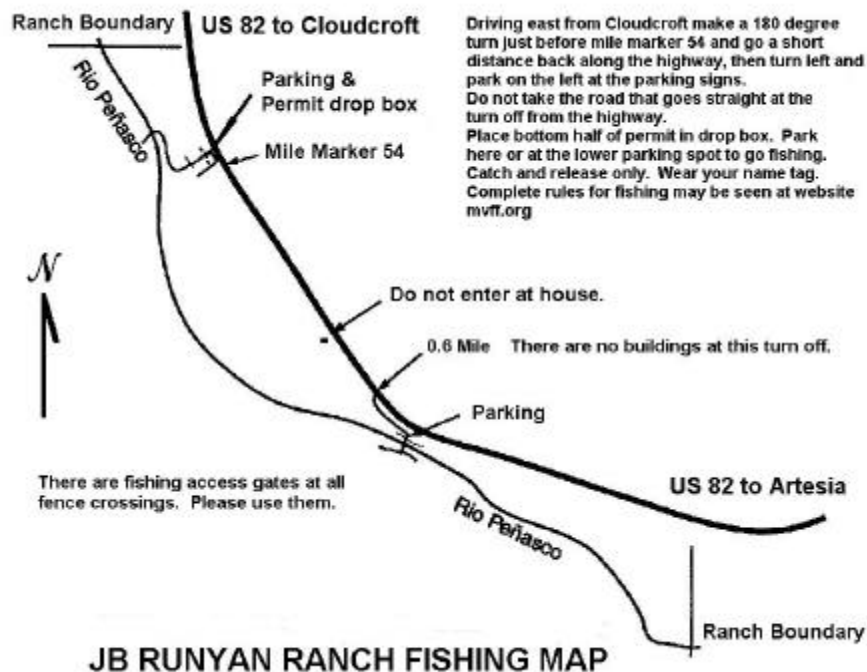 Ranch Boundary
US 82 to Cloudcroft
Driving east from Cloudcroft make a 180 degree
turn just before mile marker 54 and go a short
distance back along the highway, then turn left and
park on the left at the parking signs.
Do not take the road that goes straight at the
turn off from the highway.
Place bottom half of permit in drop box. Park
here or at the lower parking spot to go fishing.
Catch and release only. Wear your name tag.
Complete rules for fishing may be seen at website
mvff.org
Rio Peñasco
Parking &
Permit drop box
Mile Marker 54
N
Do not enter at house.
0.6 Mile There are no buildings at this turn off.
Parking
There are fishing access gates at all
fence crossings. Please use them.
US 82 to Artesia
Rio Peñasco
Ranch Boundary
JB RUNYAN RANCH FISHING MAP